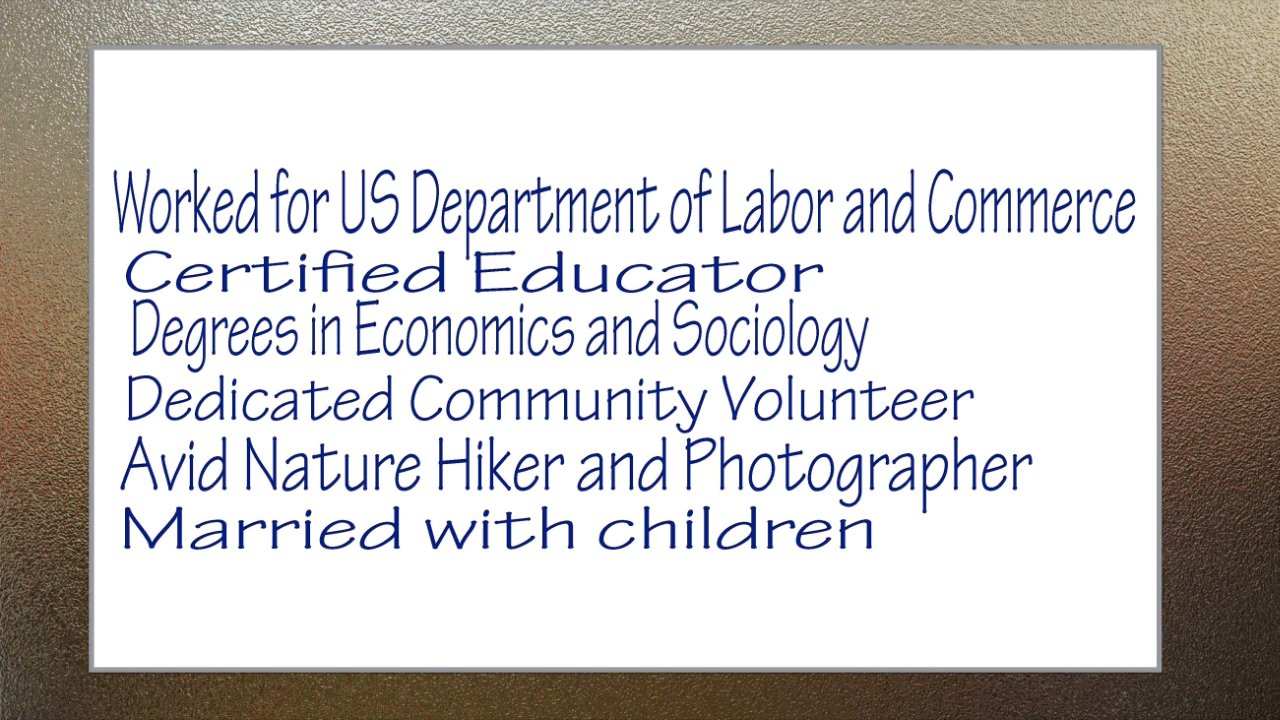 Worked for US Department of Labor and Commerce
Certified Educator
Degrees in Economics and Sociology
Dedicated Community Volunteer
Avid Nature Hiker and Photographer
Married with children